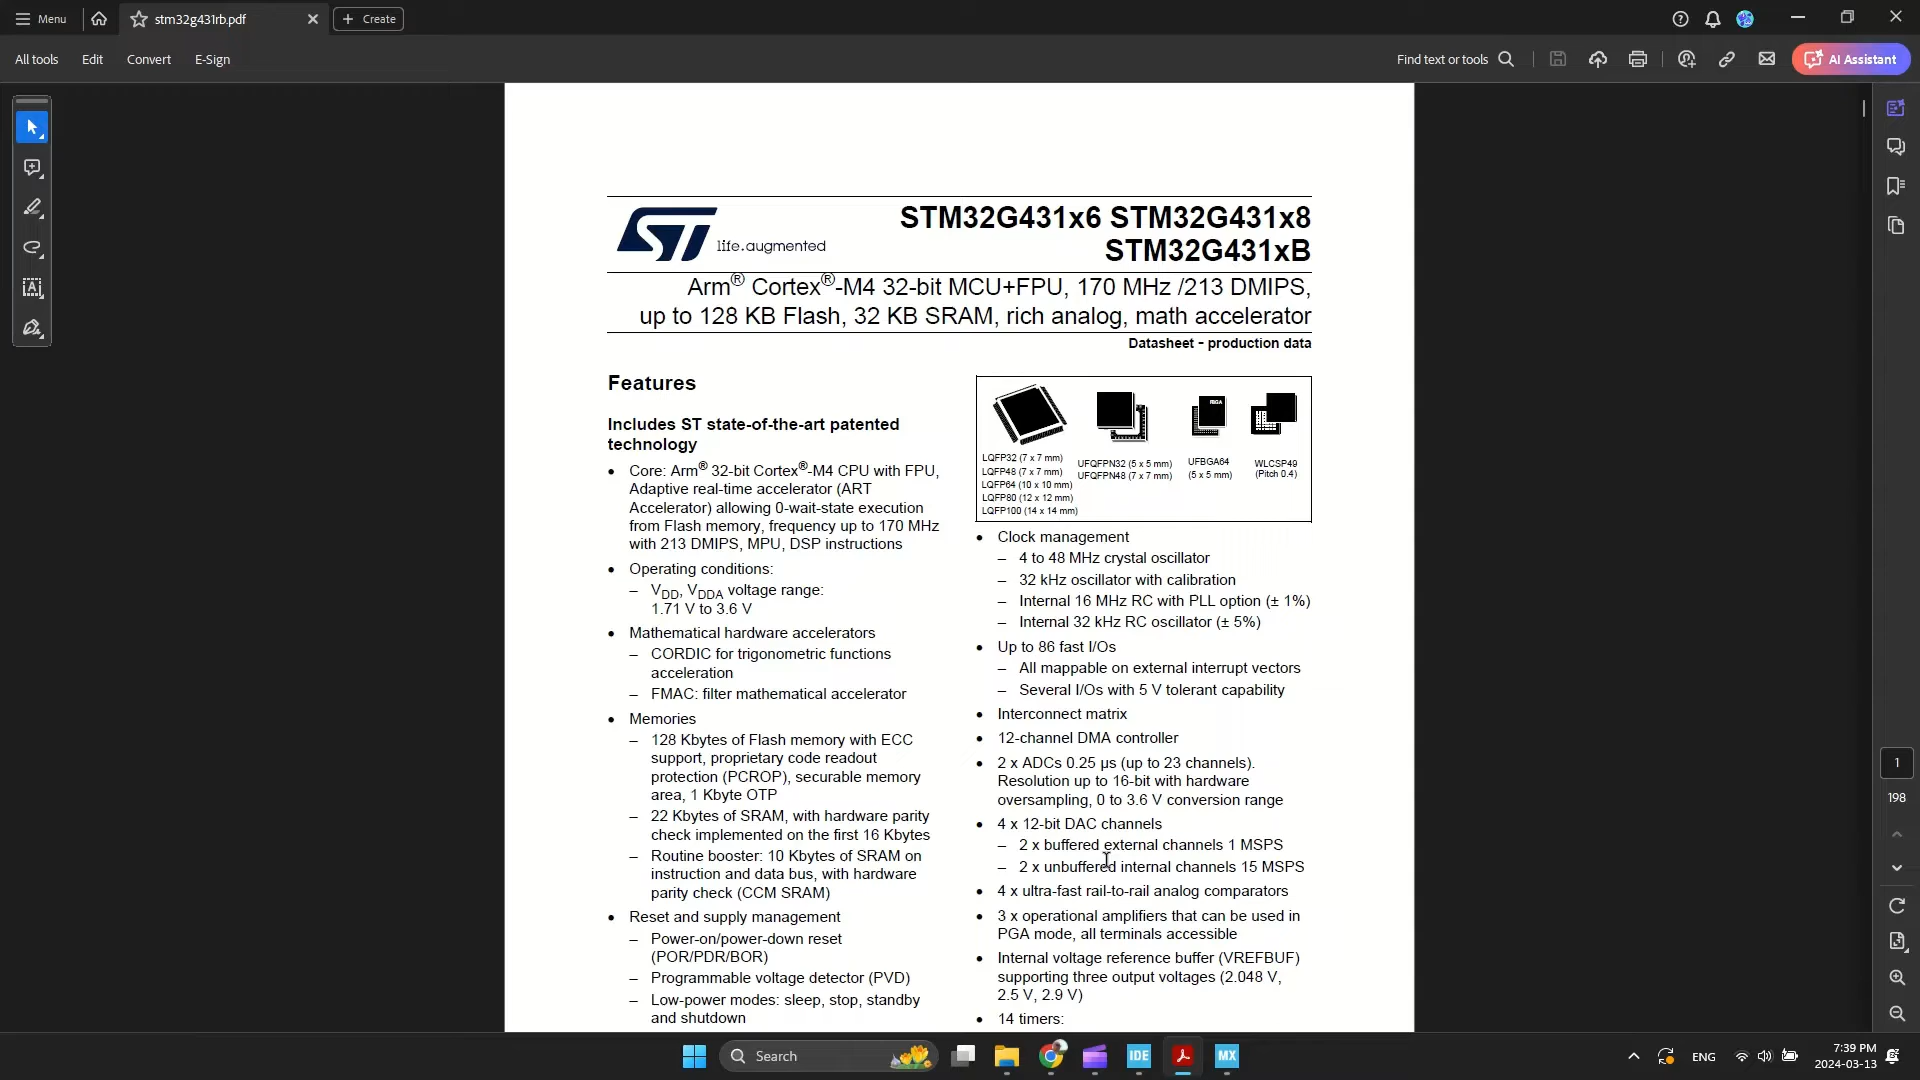 Menu
stm32g431rb.pdf
Create
All tools
Edit
Convert
E-Sign
Find text or tools
AI Assistant
ST
life.augmented
STM32G431x6 STM32G431x8
STM32G431xB
Arm® Cortex®-M4 32-bit MCU+FPU, 170 MHz /213 DMIPS,
up to 128 KB Flash, 32 KB SRAM, rich analog, math accelerator
Datasheet - production data
Features
Includes ST state-of-the-art patented
technology
• Core: Arm® 32-bit Cortex®-M4 CPU with FPU,
Adaptive real-time accelerator (ART
Accelerator) allowing 0-wait-state execution
from Flash memory, frequency up to 170 MHz
with 213 DMIPS, MPU, DSP instructions
• Operating conditions:
– VDD, VDDA voltage range:
1.71 V to 3.6 V
• Mathematical hardware accelerators
– CORDIC for trigonometric functions
acceleration
– FMAC: filter mathematical accelerator
• Memories
– 128 Kbytes of Flash memory with ECC
support, proprietary code readout
protection (PCROP), securable memory
area, 1 Kbyte OTP
– 22 Kbytes of SRAM, with hardware parity
check implemented on the first 16 Kbytes
– Routine booster: 10 Kbytes of SRAM on
instruction and data bus, with hardware
parity check (CCM SRAM)
• Reset and supply management
– Power-on/power-down reset
(POR/PDR/BOR)
– Programmable voltage detector (PVD)
– Low-power modes: sleep, stop, standby
and shutdown
FBGA
LQFP32 (7 x 7 mm)
LQFP48 (7 x 7 mm)
LQFP64 (10 x 10 mm)
LQFP80 (12 x 12 mm)
LQFP100 (14 x 14 mm)
UFQFPN32 (5 x 5 mm)
UFQFPN48 (7 x 7 mm)
UFBGA64
(5 x 5 mm)
WLCSP49
(Pitch 0.4)
• Clock management
– 4 to 48 MHz crystal oscillator
– 32 kHz oscillator with calibration
– Internal 16 MHz RC with PLL option (± 1%)
– Internal 32 kHz RC oscillator (± 5%)
• Up to 86 fast I/Os
– All mappable on external interrupt vectors
– Several I/Os with 5 V tolerant capability
• Interconnect matrix
• 12-channel DMA controller
• 2 x ADCs 0.25 µs (up to 23 channels).
Resolution up to 16-bit with hardware
oversampling, 0 to 3.6 V conversion range
• 4 x 12-bit DAC channels
– 2 x buffered external channels 1 MSPS
– 2 x unbuffered internal channels 15 MSPS
• 4 x ultra-fast rail-to-rail analog comparators
• 3 x operational amplifiers that can be used in
PGA mode, all terminals accessible
• Internal voltage reference buffer (VREFBUF)
supporting three output voltages (2.048 V,
2.5 V, 2.9 V)
• 14 timers:
1
198
Search
IDE
MX
ENG
7:39 PM
2024-03-13